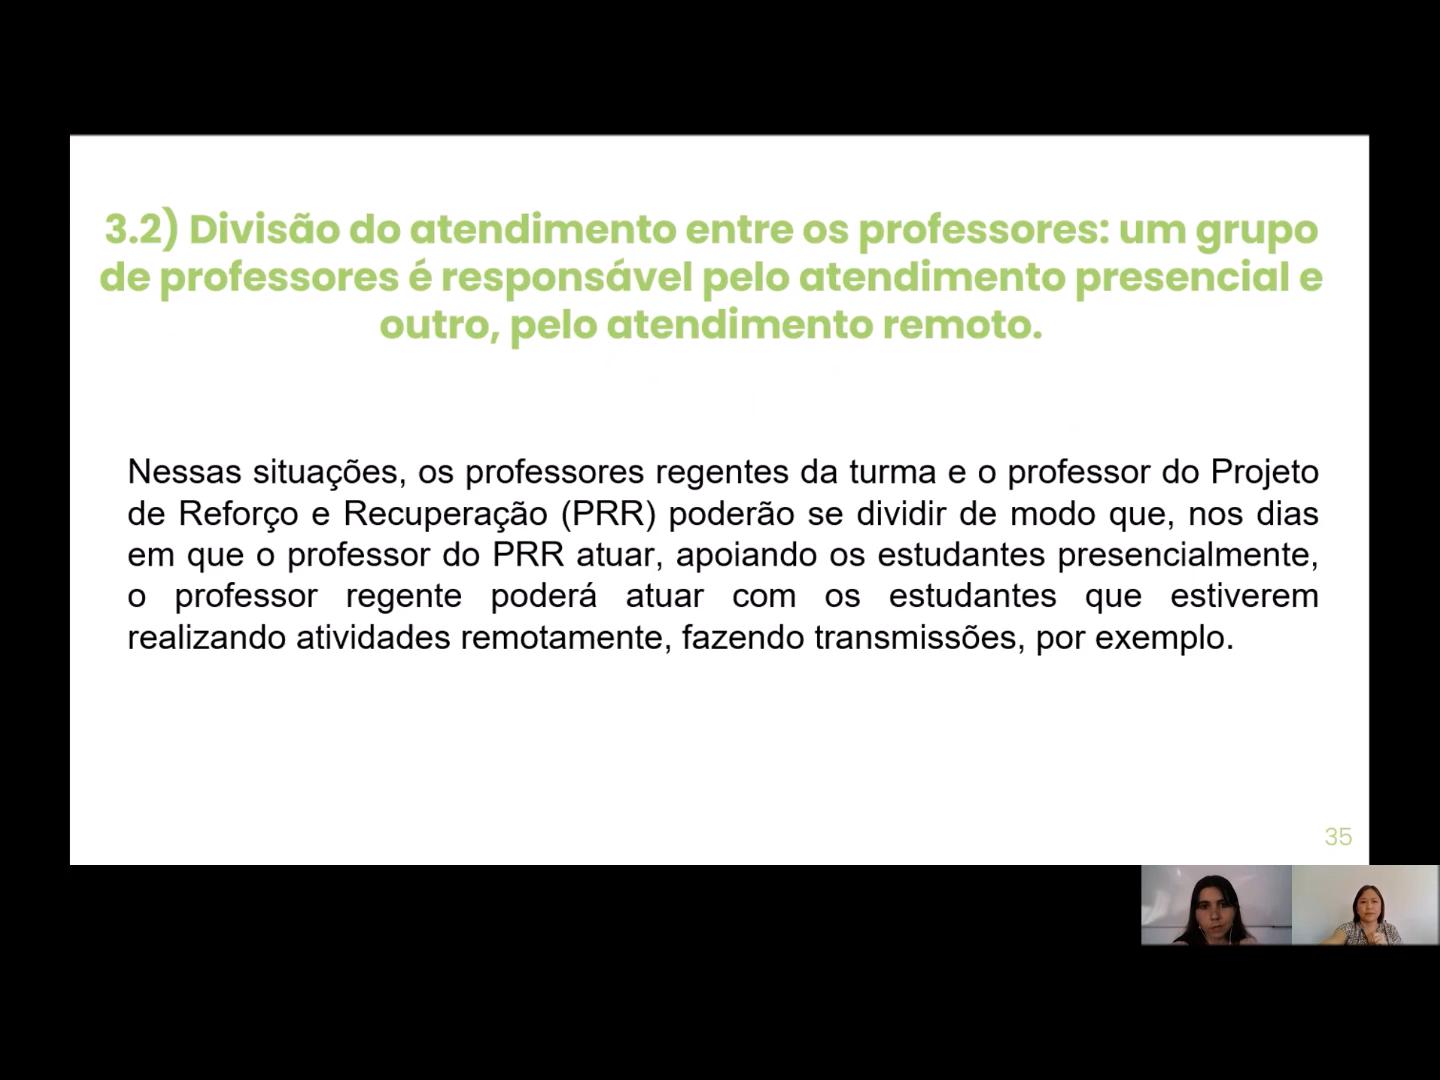 3.2) Divisão do atendimento entre os professores: um grupo
de professores é responsável pelo atendimento presencial e
outro, pelo atendimento remoto.
Nessas situações, os professores regentes da turma e o professor do Projeto
de Reforço e Recuperação (PRR) poderão se dividir de modo que, nos dias
em que o professor do PRR atuar, apoiando os estudantes presencialmente,
o professor regente poderá atuar com os estudantes que estiverem
realizando atividades remotamente, fazendo transmissões, por exemplo.
35